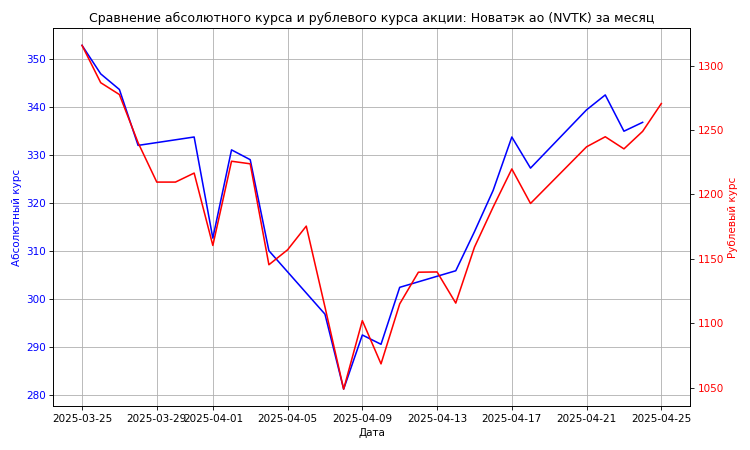 Сравнение абсолютного курса и рублевого курса акции: Новатэк ао (NVTK) за месяц
Абсолютный курс
350
340
330
320
310
300
290
280
1300
1250
1200
1150
1100
1050
Рублевый курс
2025-03-25 2025-03-29 2025-04-01 2025-04-05 2025-04-09 2025-04-13 2025-04-17 2025-04-21 2025-04-25
Дата